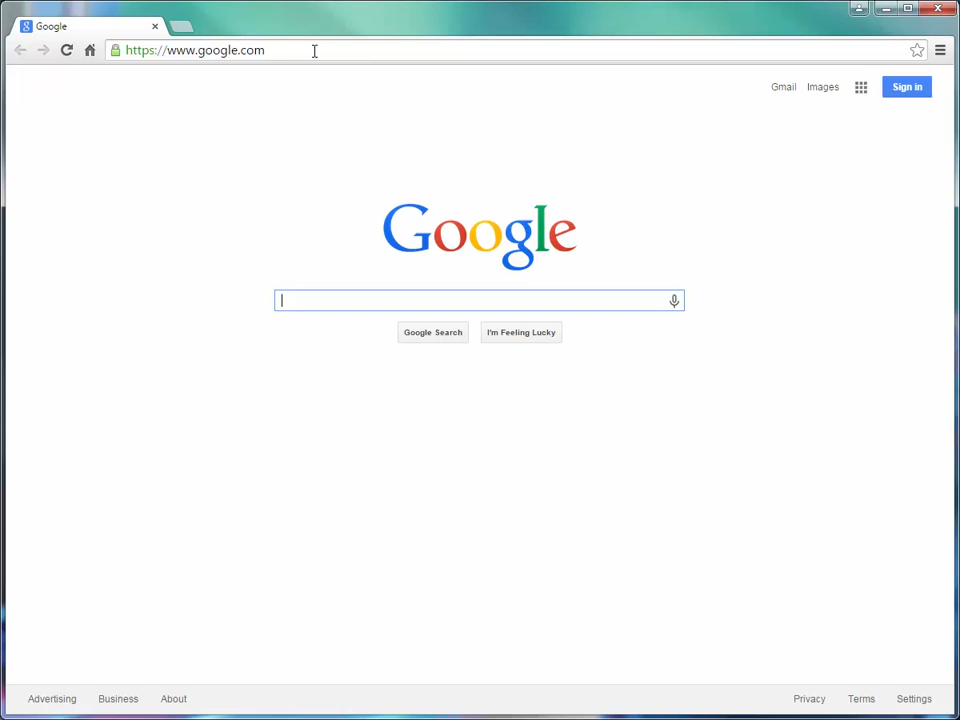 Google
https://www.google.com
Gmail Images Sign in
Google
Google Search I'm Feeling Lucky
Advertising Business About Privacy Terms Settings